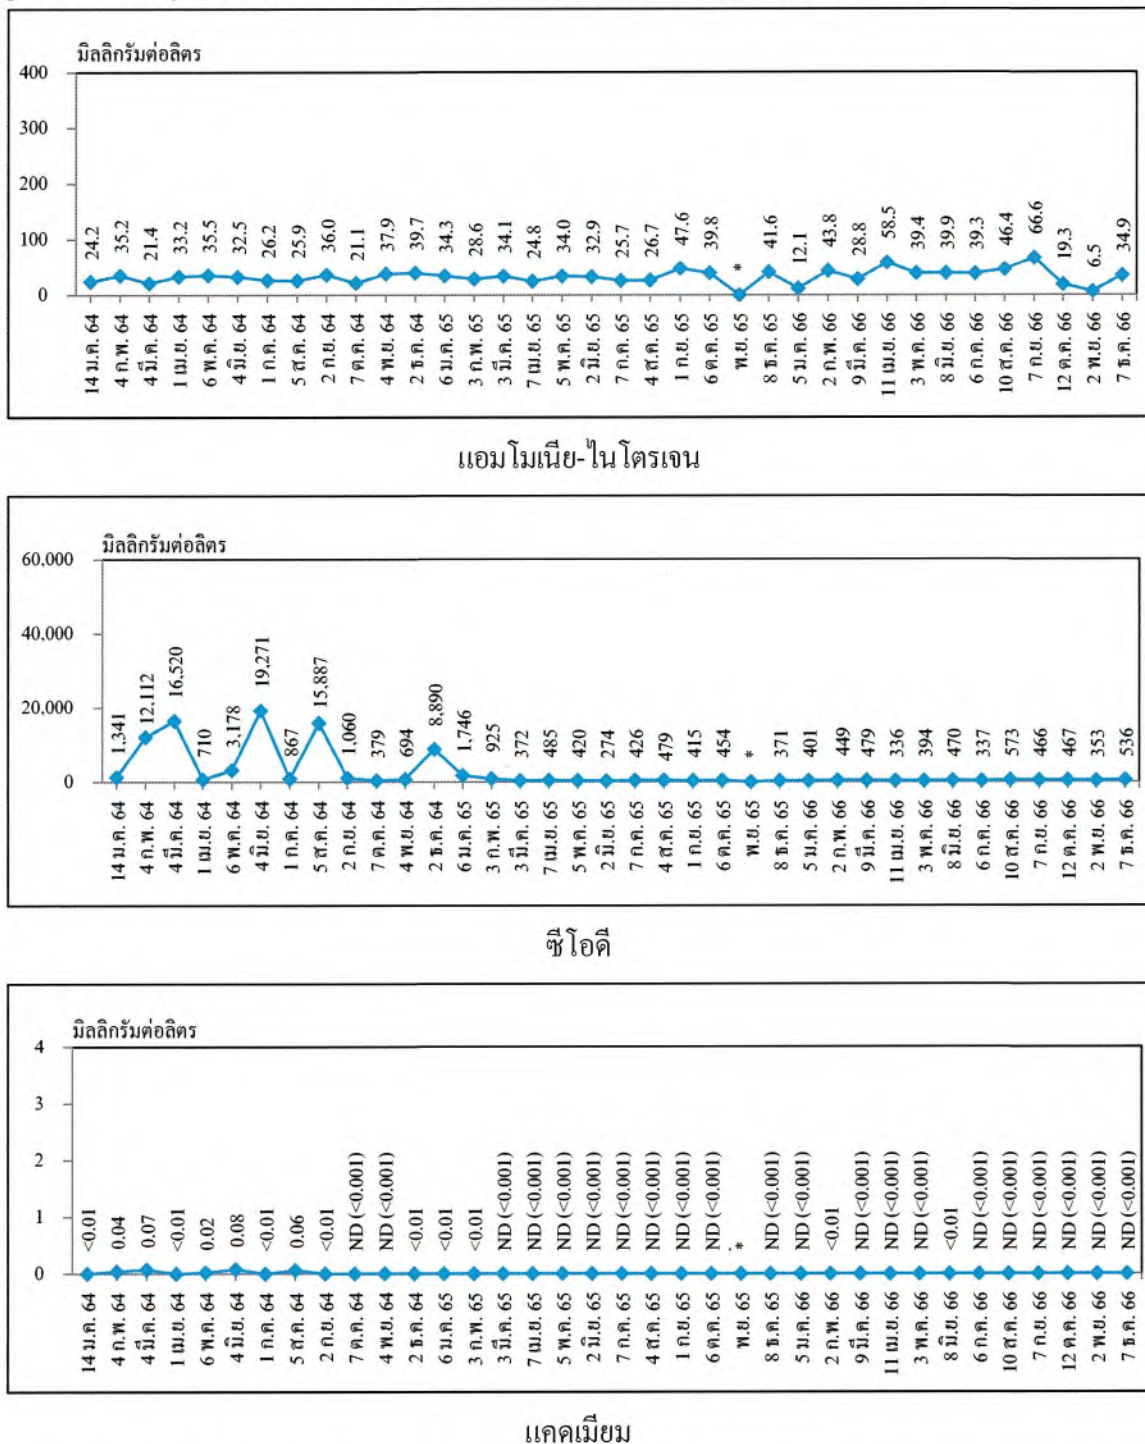 มิลลิกรัมต่อลิตร
400
300
200
100
0
24.2
35.2
21.4
33.2
35.5
32.5
26.2
25.9
36.0
21.1
37.9
39.7
34.3
28.6
34.1
24.8
34.0
32.9
25.7
26.7
47.6
39.8
*
41.6
12.1
43.8
28.8
58.5
39.4
39.9
39.3
46.4
66.6
19.3
6.5
34.9
14 ม.ค. 64
4 ก.พ. 64
4 มี.ค. 64
1 เม.ย. 64
6 พ.ค. 64
4 มิ.ย. 64
1 ก.ค. 64
5 ส.ค. 64
2 ก.ย. 64
7 ต.ค. 64
4 พ.ย. 64
2 ธ.ค. 64
6 ม.ค. 65
3 ก.พ. 65
3 มี.ค. 65
7 เม.ย. 65
5 พ.ค. 65
2 มิ.ย. 65
7 ก.ค. 65
4 ส.ค. 65
1 ก.ย. 65
6 ต.ค. 65
พ.ย. 65
8 ธ.ค. 65
5 ม.ค. 66
2 ก.พ. 66
9 มี.ค. 66
11 เม.ย. 66
3 พ.ค. 66
8 มิ.ย. 66
6 ก.ค. 66
10 ส.ค. 66
7 ก.ย. 66
12 ต.ค. 66
2 พ.ย. 66
7 ธ.ค. 66
แอมโมเนีย-ไนโตรเจน
มิลลิกรัมต่อลิตร
60,000
40,000
20,000
0
1,341
12,112
16,520
710
3,178
19,271
867
15,887
1,060
379
694
8,890
1,746
925
372
485
420
274
426
479
415
454
*
371
401
449
479
336
394
470
337
573
466
467
353
536
14 ม.ค. 64
4 ก.พ. 64
4 มี.ค. 64
1 เม.ย. 64
6 พ.ค. 64
4 มิ.ย. 64
1 ก.ค. 64
5 ส.ค. 64
2 ก.ย. 64
7 ต.ค. 64
4 พ.ย. 64
2 ธ.ค. 64
6 ม.ค. 65
3 ก.พ. 65
3 มี.ค. 65
7 เม.ย. 65
5 พ.ค. 65
2 มิ.ย. 65
7 ก.ค. 65
4 ส.ค. 65
1 ก.ย. 65
6 ต.ค. 65
พ.ย. 65
8 ธ.ค. 65
5 ม.ค. 66
2 ก.พ. 66
9 มี.ค. 66
11 เม.ย. 66
3 พ.ค. 66
8 มิ.ย. 66
6 ก.ค. 66
10 ส.ค. 66
7 ก.ย. 66
12 ต.ค. 66
2 พ.ย. 66
7 ธ.ค. 66
ซีโอดี
มิลลิกรัมต่อลิตร
4
3
2
1
0
<0.01
0.04
0.07
<0.01
0.02
0.08
<0.01
0.06
<0.01
ND (<0.001)
ND (<0.001)
<0.01
<0.01
<0.01
ND (<0.001)
ND (<0.001)
ND (<0.001)
ND (<0.001)
ND (<0.001)
ND (<0.001)
ND (<0.001)
ND (<0.001)
*
ND (<0.001)
ND (<0.001)
<0.01
ND (<0.001)
ND (<0.001)
ND (<0.001)
<0.01
ND (<0.001)
ND (<0.001)
ND (<0.001)
ND (<0.001)
ND (<0.001)
ND (<0.001)
14 ม.ค. 64
4 ก.พ. 64
4 มี.ค. 64
1 เม.ย. 64
6 พ.ค. 64
4 มิ.ย. 64
1 ก.ค. 64
5 ส.ค. 64
2 ก.ย. 64
7 ต.ค. 64
4 พ.ย. 64
2 ธ.ค. 64
6 ม.ค. 65
3 ก.พ. 65
3 มี.ค. 65
7 เม.ย. 65
5 พ.ค. 65
2 มิ.ย. 65
7 ก.ค. 65
4 ส.ค. 65
1 ก.ย. 65
6 ต.ค. 65
พ.ย. 65
8 ธ.ค. 65
5 ม.ค. 66
2 ก.พ. 66
9 มี.ค. 66
11 เม.ย. 66
3 พ.ค. 66
8 มิ.ย. 66
6 ก.ค. 66
10 ส.ค. 66
7 ก.ย. 66
12 ต.ค. 66
2 พ.ย. 66
7 ธ.ค. 66
แคดเมียม